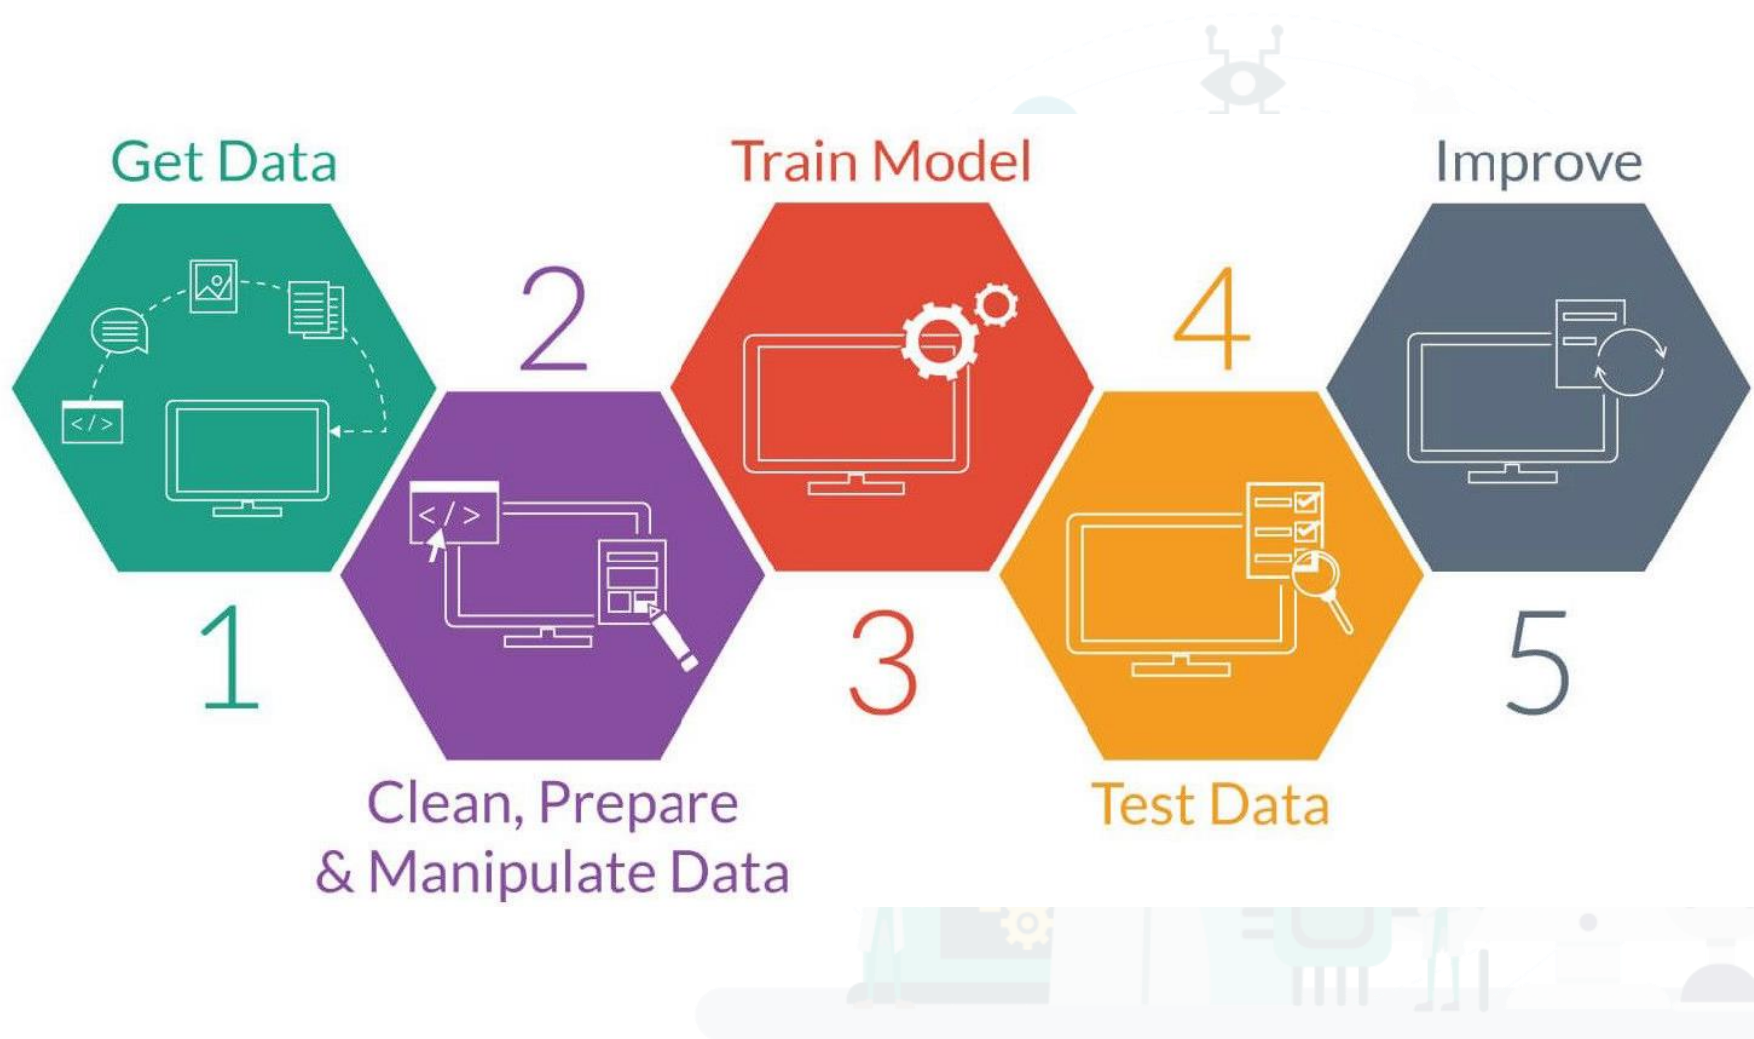 Get Data
</>
1
2
</>
Clean, Prepare
& Manipulate Data
Train Model
3
4
Test Data
Improve
5